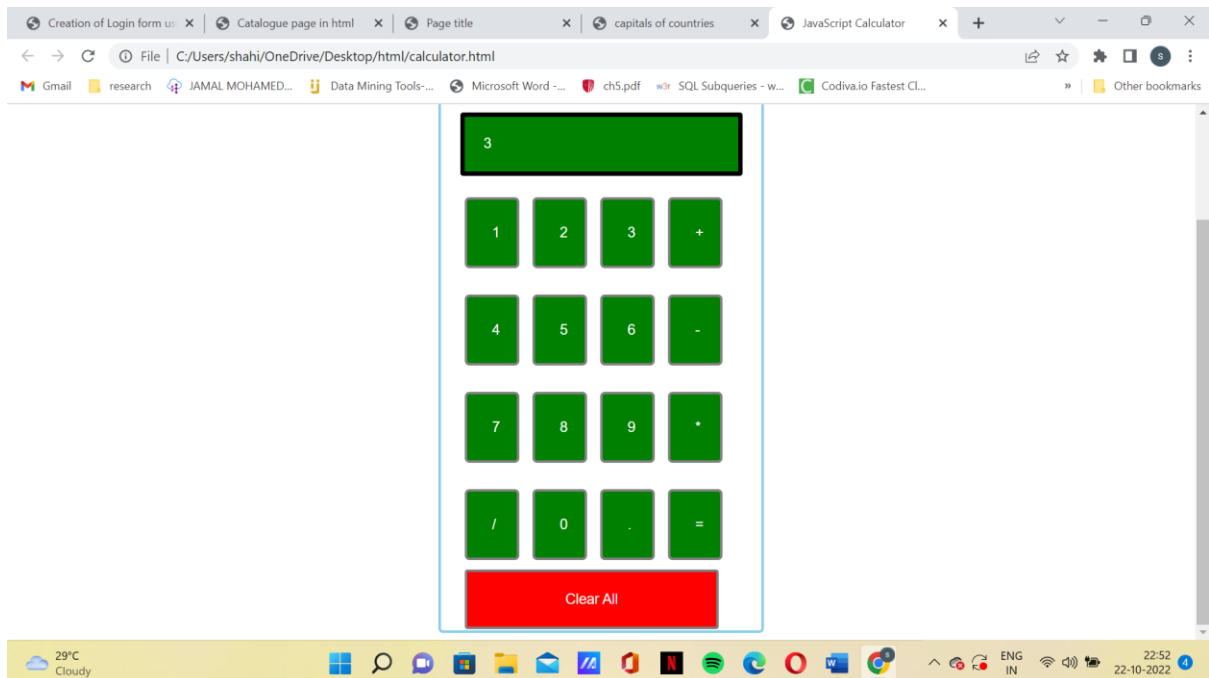 Creation of Login form us Catalogue page in html Page title capitals of countries JavaScript Calculator
File C:/Users/shahi/OneDrive/Desktop/html/calculator.html s
Gmail research JAMAL MOHAMED... Data Mining Tools-... Microsoft Word -... ch5.pdf w3r SQL Subqueries - w... Codiva.io Fastest Cl... » Other bookmarks
3
1 2 3 +
4 5 6 -
7 8 9 *
/ 0 . =
Clear All
29°C
Cloudy
ENG
IN
22:52
22-10-2022
4